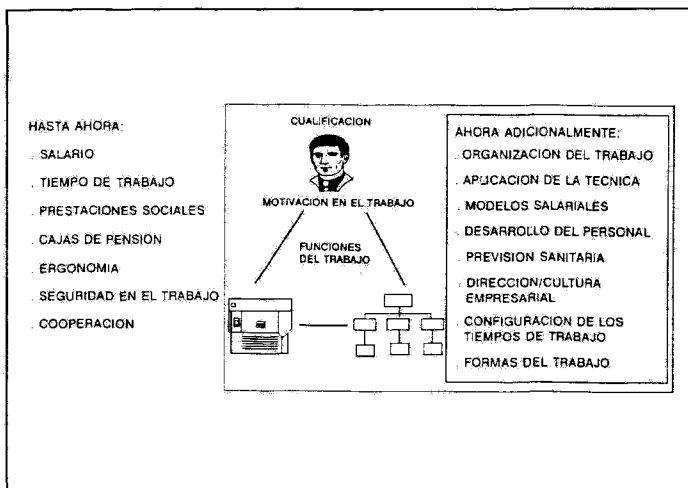 HASTA AHORA:
. SALARIO
. TIEMPO DE TRABAJO
. PRESTACIONES SOCIALES
. CAJAS DE PENSION
. ERGONOMIA
. SEGURIDAD EN EL TRABAJO
. COOPERACION
CUALIFICACION
MOTIVACION EN EL TRABAJO
FUNCIONES
DEL TRABAJO
AHORA ADICIONALMENTE:
. ORGANIZACION DEL TRABAJO
. APLICACION DE LA TECNICA
. MODELOS SALARIALES
. DESARROLLO DEL PERSONAL
. PREVISION SANITARIA
. DIRECCION/CULTURA
EMPRESARIAL
. CONFIGURACION DE LOS
TIEMPOS DE TRABAJO
. FORMAS DEL TRABAJO